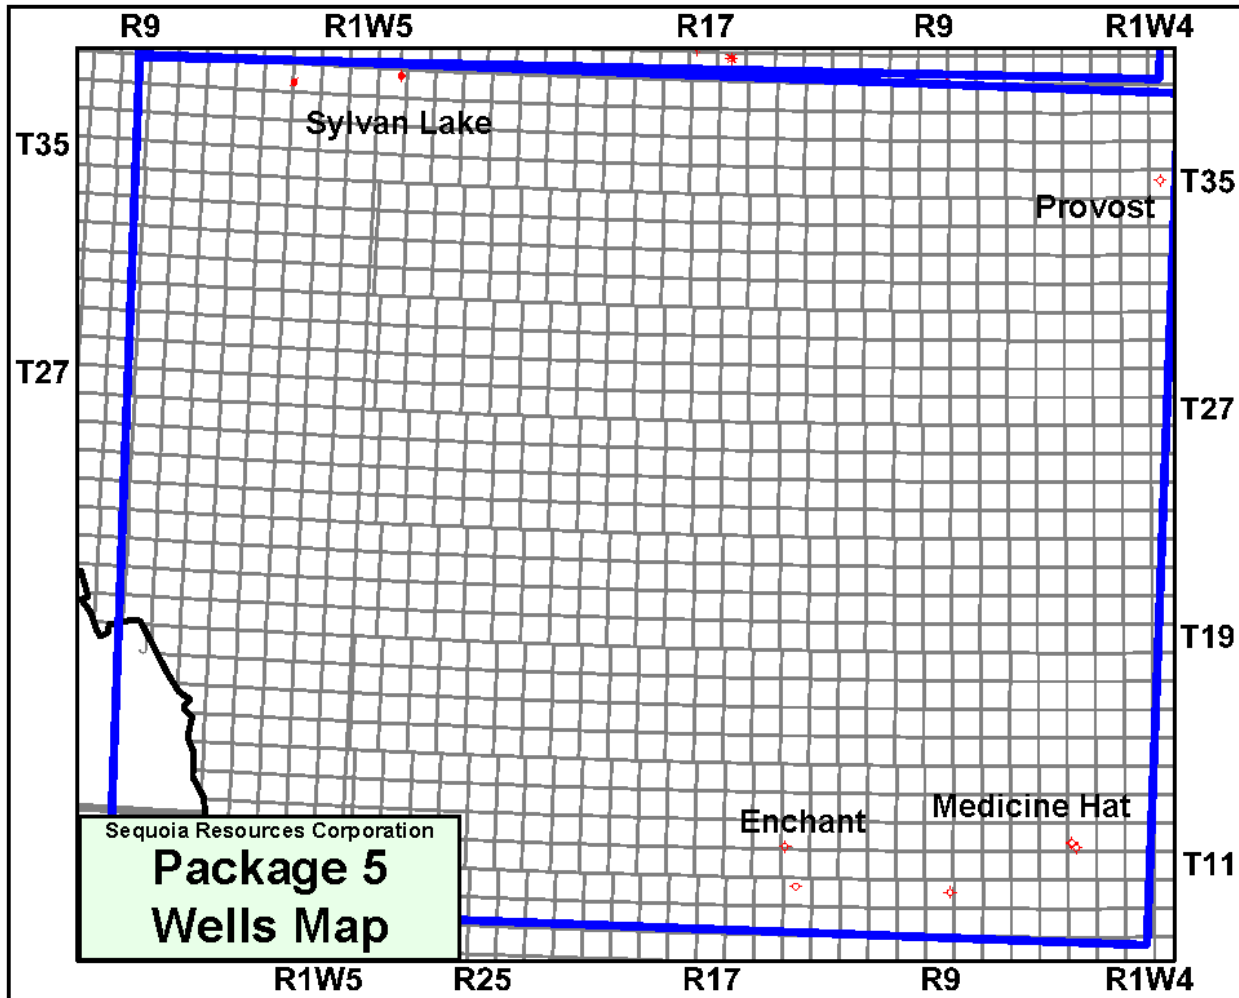 R9 R1W5 R17 R9 R1W4
Sylvan Lake
T35
T35
Provost
T27
T27
T19
Medicine Hat
Enchant
T11
Sequoia Resources Corporation
Package 5
Wells Map
R1W5 R25 R17 R9 R1W4